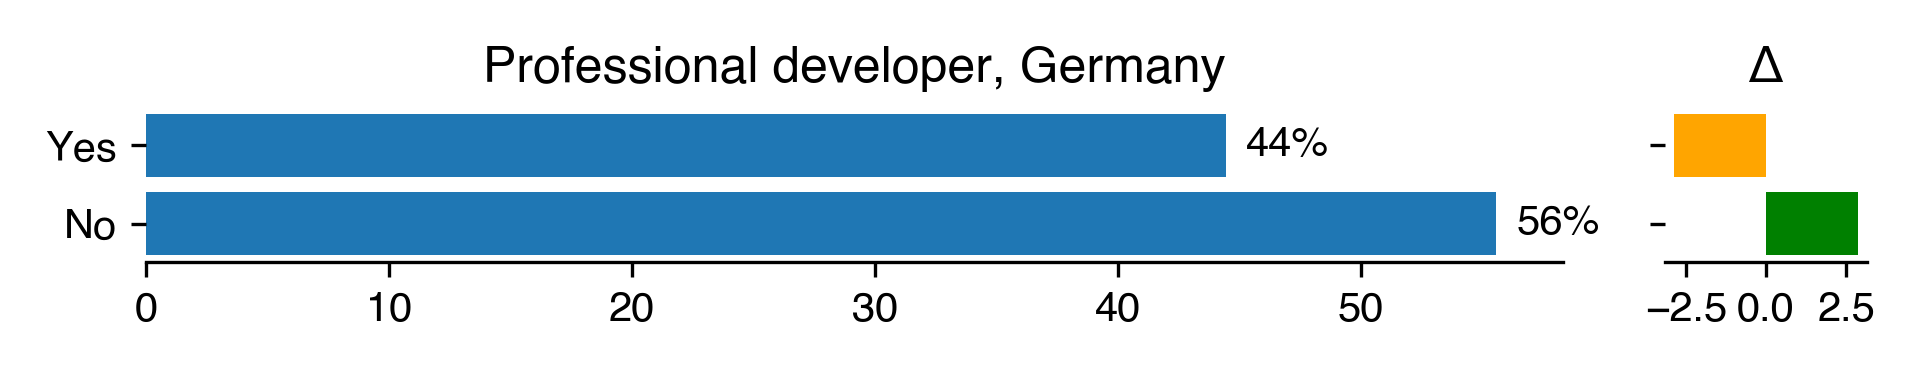 Professional developer, Germany Δ
Yes 44%
No 56%
0 10 20 30 40 50 −2.5 0.0 2.5